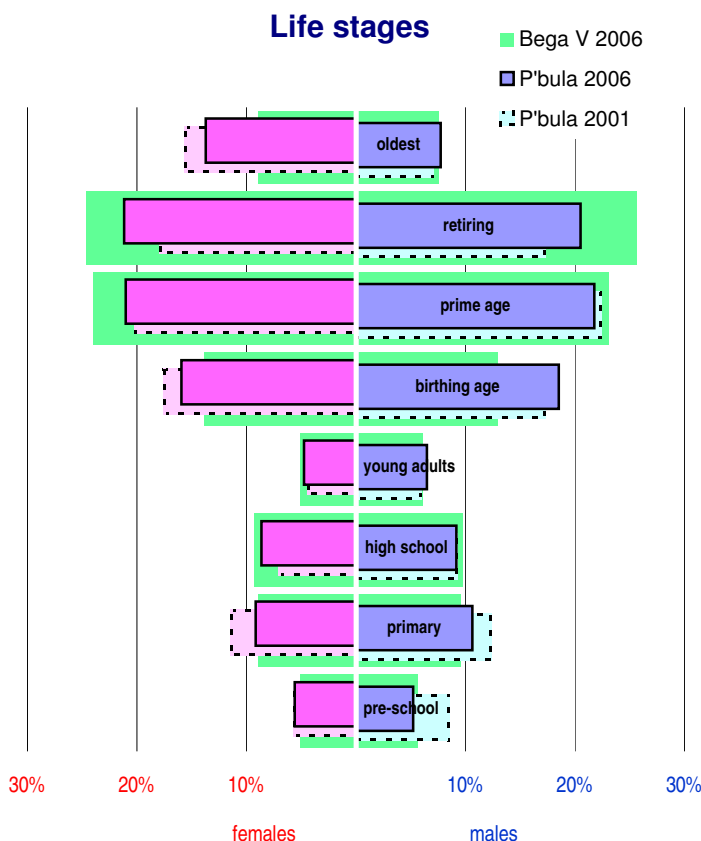 Life stages
Bega V 2006
P'bula 2006
P'bula 2001
oldest
retiring
prime age
birthing age
young adults
high school
primary
pre-school
30% 20% 10% 10% 20% 30%
females males